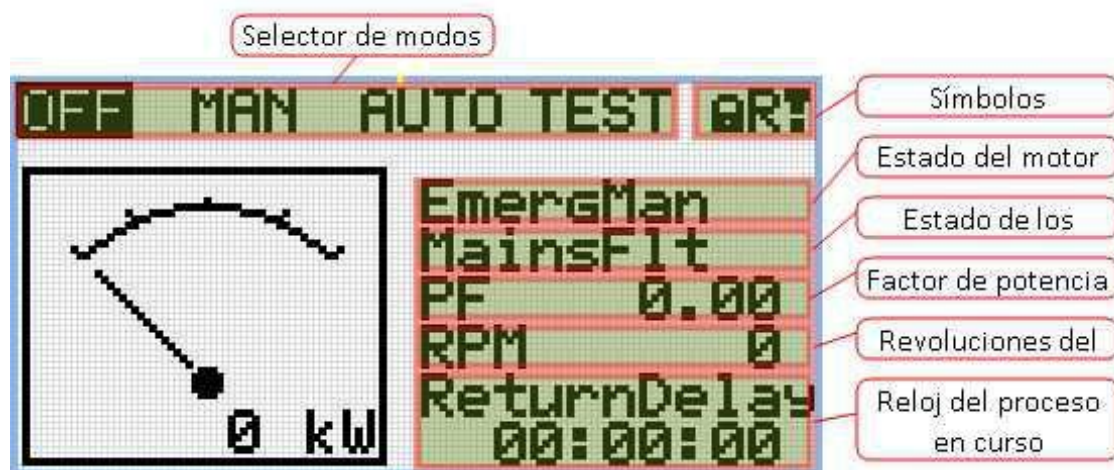 Selector de modos
OFF MAN AUTO TEST R!
Símbolos
Estado del motor
EmergMan
Estado de los
MainsFlt
Factor de potencia
PF 0.00
Revoluciones del
RPM 0
Reloj del proceso
en curso
ReturnDelay
00:00:00
0 kW